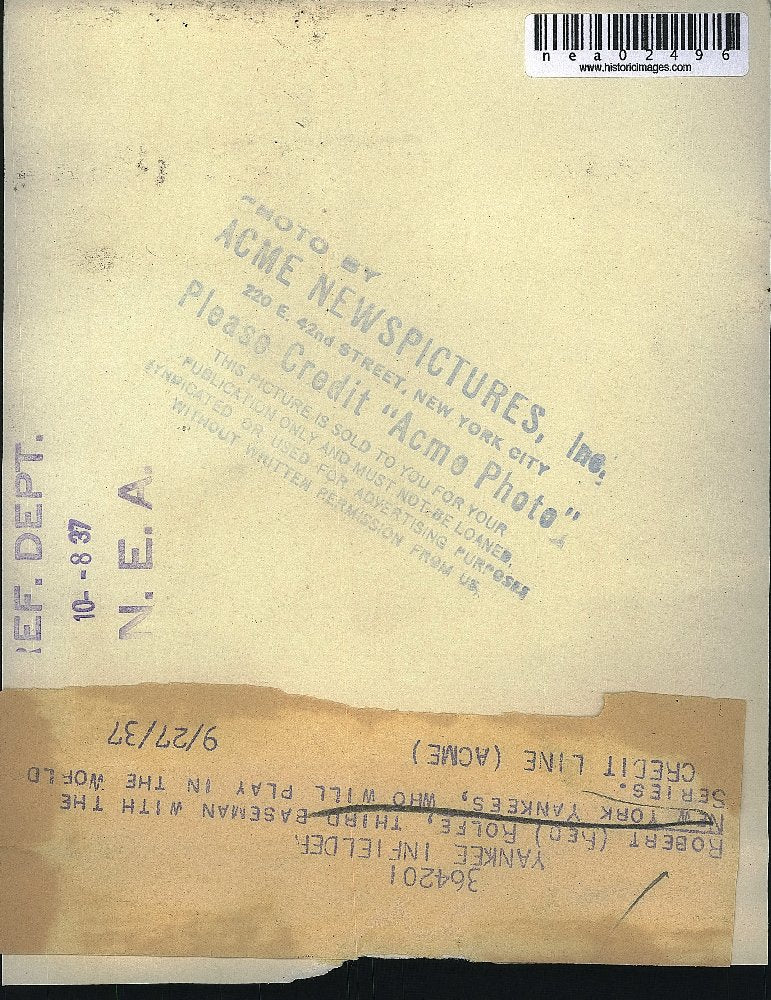 nea02496
www.historicimages.com
PHOTO BY
ACME NEWSPICTURES, Inc.
220 E. 42nd STREET, NEW YORK CITY
Please Credit "Acme Photo"
THIS PICTURE IS SOLD TO YOU FOR YOUR
PUBLICATION ONLY AND MUST NOT BE LOANED,
SYNDICATED OR USED FOR ADVERTISING PURPOSES
WITHOUT WRITTEN PERMISSION FROM US.
REF. DEPT.
10--8 37
N. E. A.
364201
YANKEE INFIELDER.
ROBERT (RED) ROLFE, THIRD BASEMAN WITH THE
NEW YORK YANKEES, WHO WILL PLAY IN THE WORLD
SERIES.
CREDIT LINE (ACME)
9/27/37